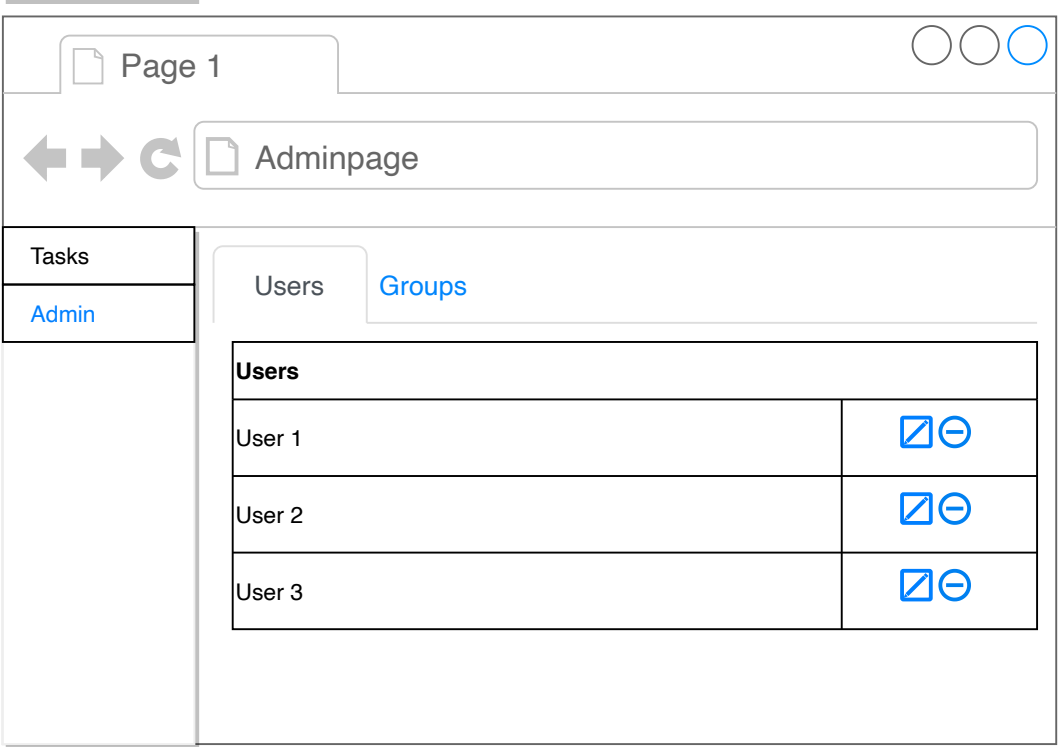 Page 1
Adminpage
Tasks
Admin
Users Groups
Users
User 1
User 2
User 3